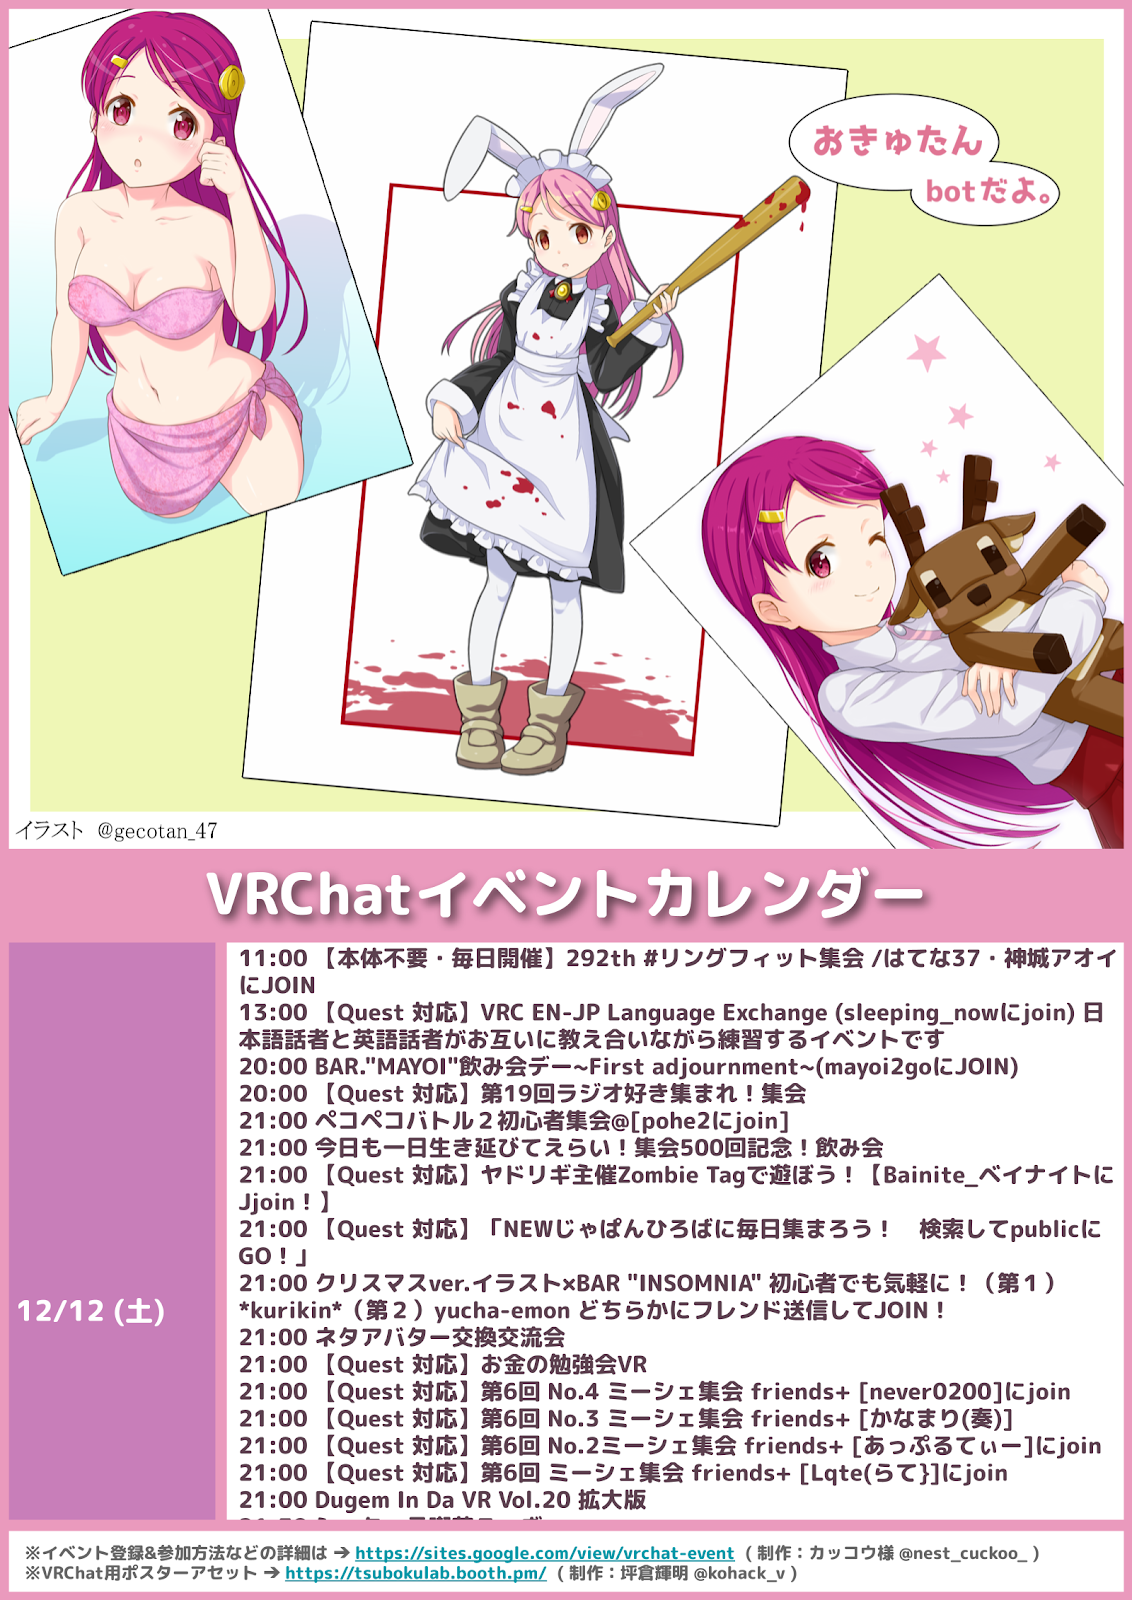 おきゅたん
botだよ。
イラスト @gecotan_47
VRChatイベントカレンダー
12/12 (土)
11:00 【本体不要・毎日開催】292th #リングフィット集会 /はてな37・神城アオイ
にJOIN
13:00 【Quest 対応】VRC EN-JP Language Exchange (sleeping_nowにjoin) 日
本語話者と英語話者がお互いに教え合いながら練習するイベントです
20:00 BAR."MAYOI"飲み会デー~First adjournment~(mayoi2goにJOIN)
20:00 【Quest 対応】第19回ラジオ好き集まれ！集会
21:00 ペコペコバトル２初心者集会@[pohe2にjoin]
21:00 今日も一日生き延びてえらい！集会500回記念！飲み会
21:00 【Quest 対応】ヤドリギ主催Zombie Tagで遊ぼう！【Bainite_ベイナイトに
Jjoin！】
21:00 【Quest 対応】「NEWじゃぱんひろばに毎日集まろう！　検索してpublicに
GO！」
21:00 クリスマスver.イラスト×BAR "INSOMNIA" 初心者でも気軽に！（第１）
*kurikin*（第２）yucha-emon どちらかにフレンド送信してJOIN！
21:00 ネタアバター交換交流会
21:00 【Quest 対応】お金の勉強会VR
21:00 【Quest 対応】第6回 No.4 ミーシェ集会 friends+ [never0200]にjoin
21:00 【Quest 対応】第6回 No.3 ミーシェ集会 friends+ [かなまり(奏)]
21:00 【Quest 対応】第6回 No.2ミーシェ集会 friends+ [あっぷるてぃー]にjoin
21:00 【Quest 対応】第6回 ミーシェ集会 friends+ [Lqte(らて}]にjoin
21:00 Dugem In Da VR Vol.20 拡大版
※イベント登録&参加方法などの詳細は ➔ https://sites.google.com/view/vrchat-event ( 制作：カッコウ様 @nest_cuckoo_ )
※VRChat用ポスターアセット ➔ https://tsubokulab.booth.pm/ ( 制作：坪倉輝明 @kohack_v )